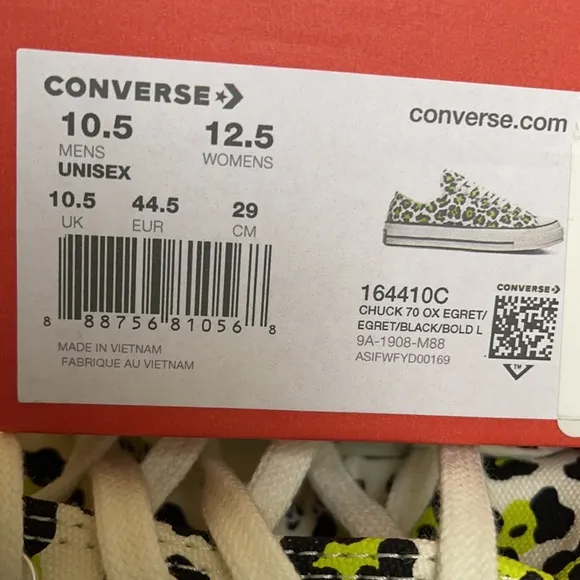 CONVERSE
converse.com
10.5
MENS
UNISEX
12.5
WOMENS
10.5
UK
44.5
EUR
29
CM
8 88756 81056 8
MADE IN VIETNAM
FABRIQUE AU VIETNAM
164410C
CHUCK 70 OX EGRET/
EGRET/BLACK/BOLD L
9A-1908-M88
ASIFWFYD00169
CONVERSE
TM